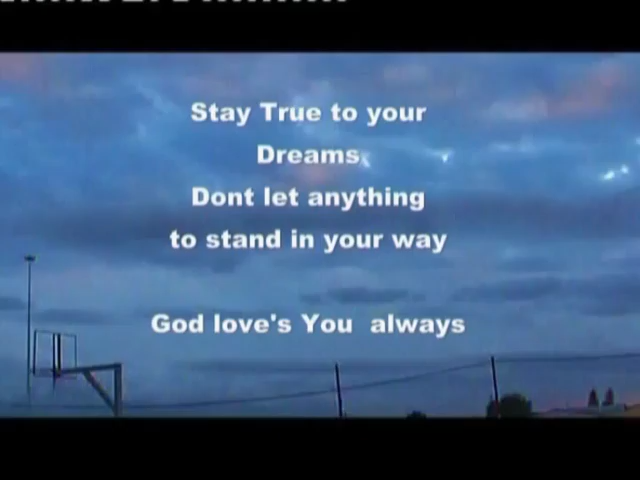 Stay True to your
Dreams
Dont let anything
to stand in your way
God love's You always